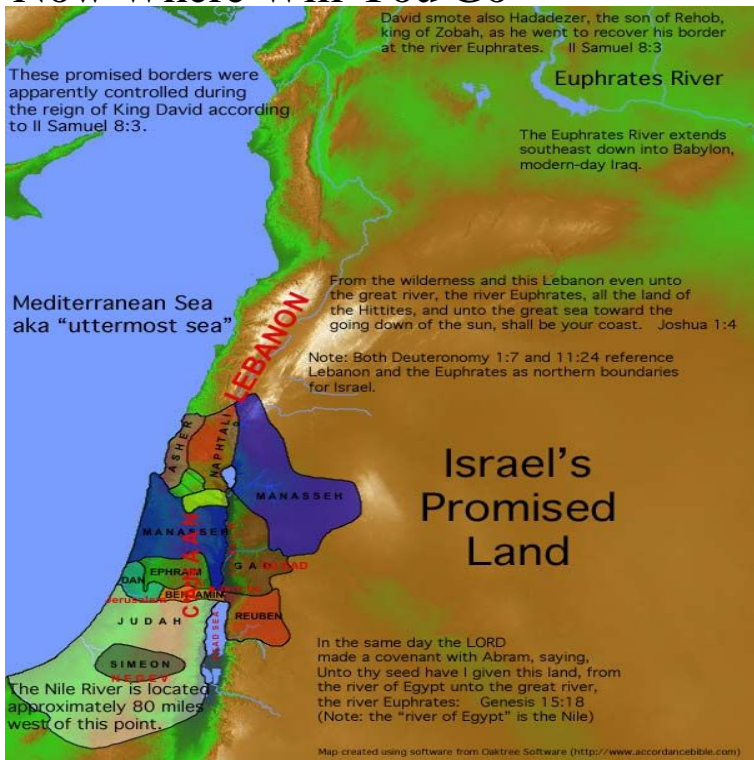 Now Where Will You Go
David smote also Hadadezer, the son of Rehob,
king of Zobah, as he went to recover his border
at the river Euphrates. II Samuel 8:3
These promised borders were
apparently controlled during
the reign of King David according
to II Samuel 8:3.
Euphrates River
The Euphrates River extends
southeast down into Babylon,
modern-day Iraq.
From the wilderness and this Lebanon even unto
the great river, the river Euphrates, all the land of
the Hittites, and unto the great sea toward the
going down of the sun, shall be your coast. Joshua 1:4
Mediterranean Sea
aka “uttermost sea”
LEBANON
Note: Both Deuteronomy 1:7 and 11:24 reference
Lebanon and the Euphrates as northern boundaries
for Israel.
ASHER
NAPHTALI
MANASSEH
Israel’s
Promised
Land
MANASSEH
CANAAN
GAD
EPHRAIM
DAN
BENJAMIN
Jerusalem
REUBEN
JUDAH
DEAD SEA
SIMEON
NEGEV
In the same day the LORD
made a covenant with Abram, saying,
Unto thy seed have I given this land, from
the river of Egypt unto the great river,
the river Euphrates: Genesis 15:18
(Note: the “river of Egypt” is the Nile)
The Nile River is located
approximately 80 miles
west of this point.
Map created using software from Oaktree Software (http://www.accordancebible.com)